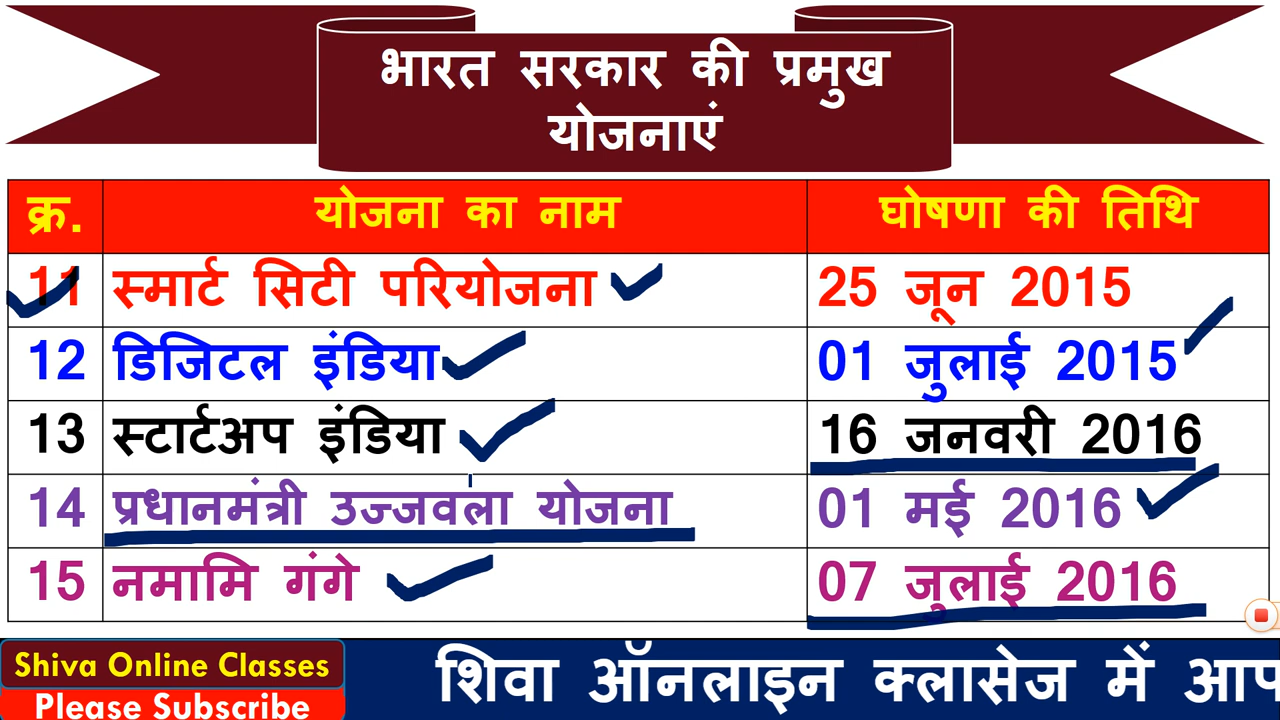 भारत सरकार की प्रमुख
योजनाएं
क्र. योजना का नाम घोषणा की तिथि
11 स्मार्ट सिटी परियोजना 25 जून 2015
12 डिजिटल इंडिया 01 जुलाई 2015
13 स्टार्टअप इंडिया 16 जनवरी 2016
14 प्रधानमंत्री उज्जवला योजना 01 मई 2016
15 नमामि गंगे 07 जुलाई 2016
Shiva Online Classes
Please Subscribe
शिवा ऑनलाइन क्लासेज में आप